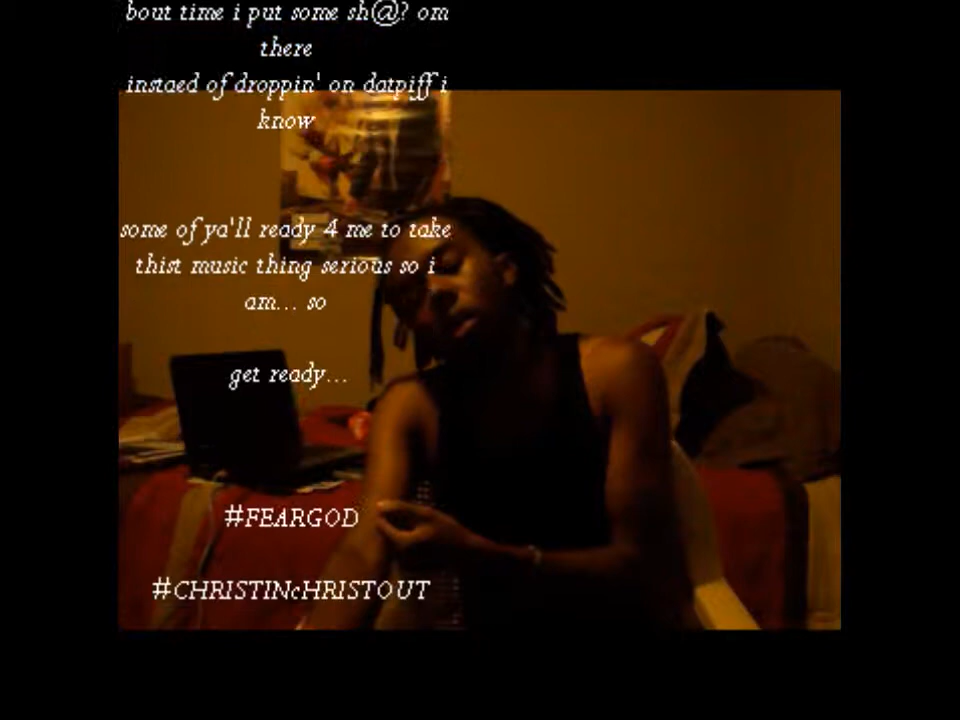 bout time i put some sh@? om
there
instaed of droppin' on datpiff i
know
some of ya'll ready 4 me to take
thist music thing serious so i
am... so
get ready...
#FEARGOD
#CHRISTINcHRISTOUT